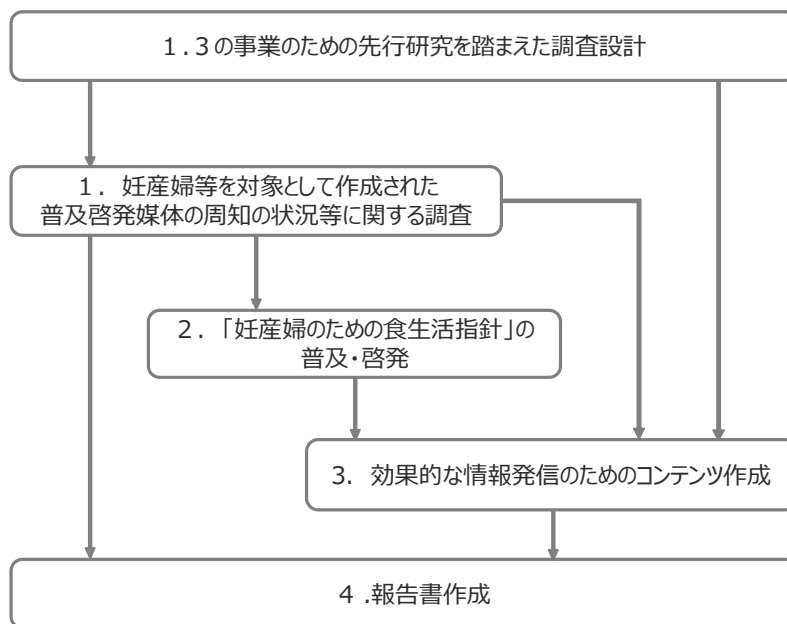 １.３の事業のための先行研究を踏まえた調査設計
１. 妊産婦等を対象として作成された
普及啓発媒体の周知の状況等に関する調査
２.「妊産婦のための食生活指針」の
普及・啓発
3. 効果的な情報発信のためのコンテンツ作成
４.報告書作成